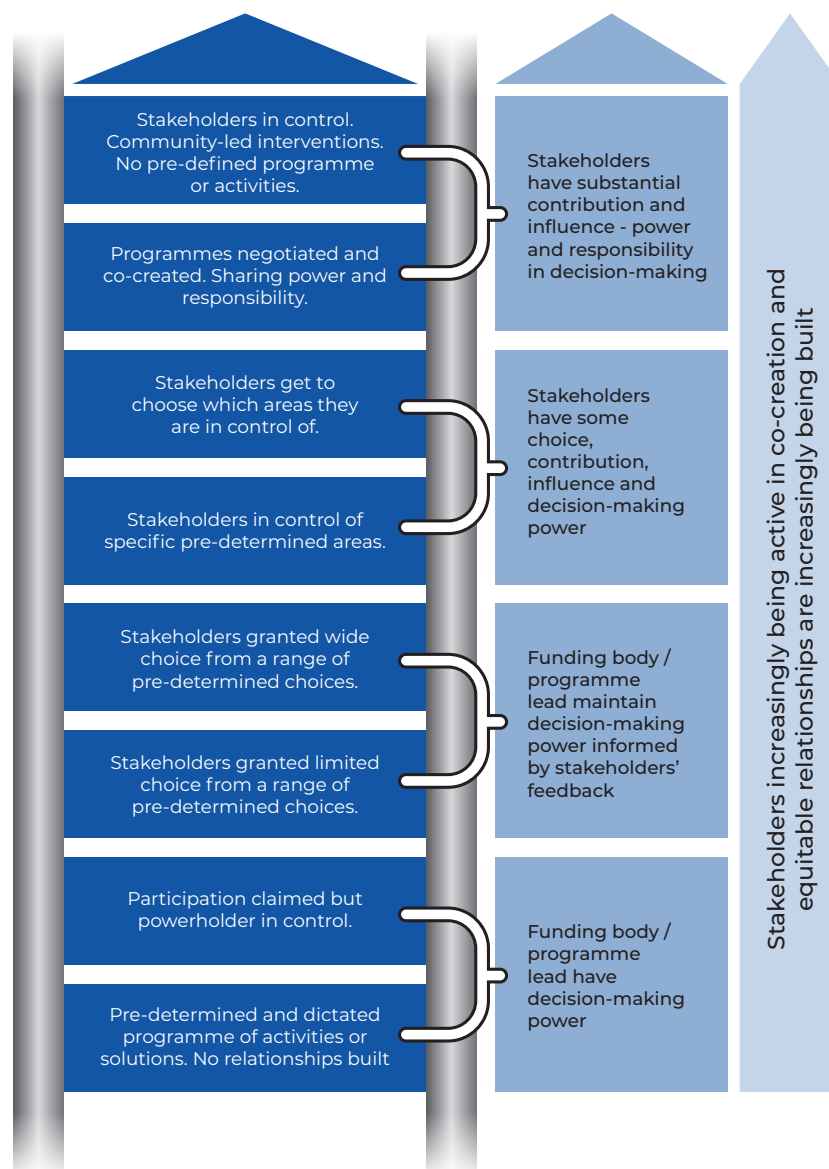 Stakeholders in control.
Community-led interventions.
No pre-defined programme
or activities.
Programmes negotiated and
co-created. Sharing power and
responsibility.
Stakeholders
have substantial
contribution and
influence - power
and responsibility
in decision-making
Stakeholders get to
choose which areas they
are in control of.
Stakeholders in control of
specific pre-determined areas.
Stakeholders
have some
choice,
contribution,
influence and
decision-making
power
Stakeholders granted wide
choice from a range of
pre-determined choices.
Stakeholders granted limited
choice from a range of
pre-determined choices.
Funding body /
programme
lead maintain
decision-making
power informed
by stakeholders’
feedback
Participation claimed but
powerholder in control.
Pre-determined and dictated
programme of activities or
solutions. No relationships built
Funding body /
programme
lead have
decision-making
power
Stakeholders increasingly being active in co-creation and
equitable relationships are increasingly being built